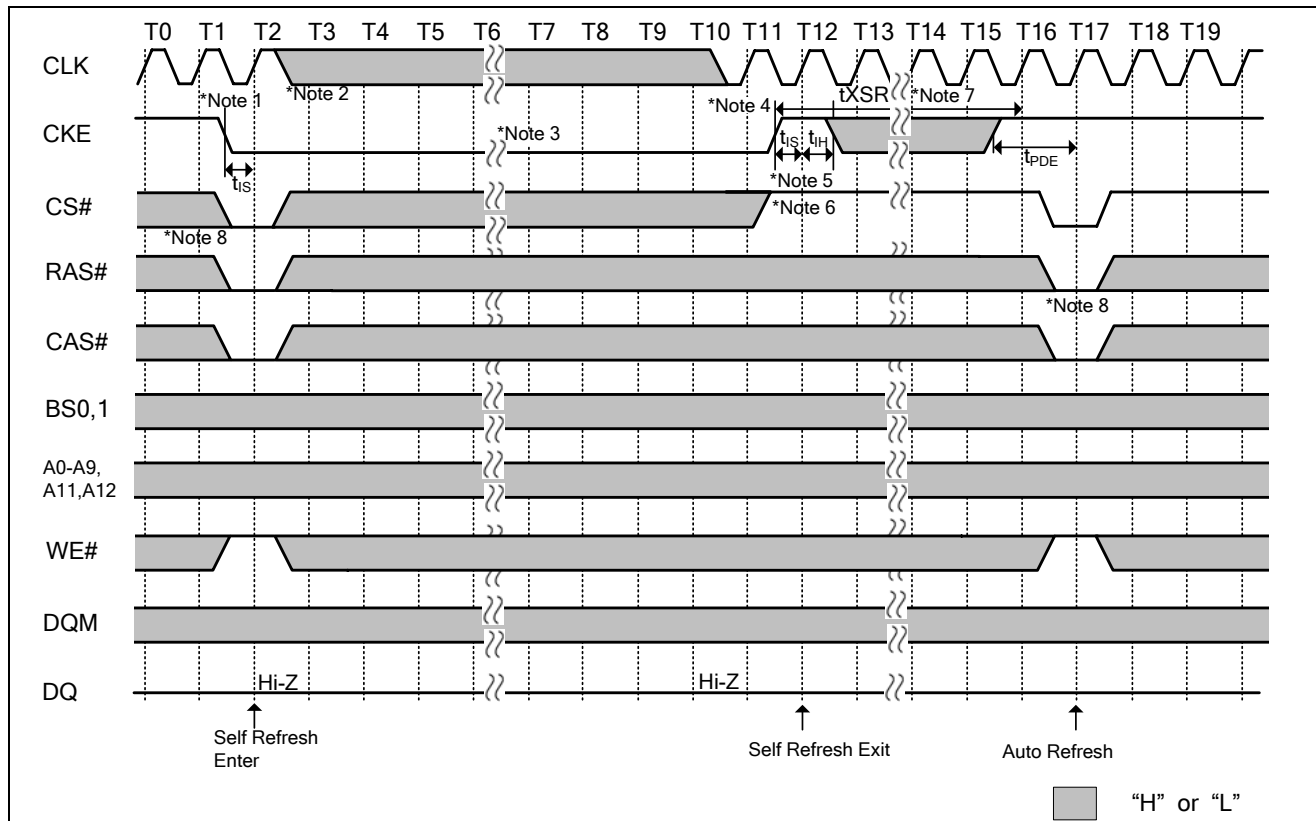 T0 T1 T2 T3 T4 T5 T6 T7 T8 T9 T10 T11 T12 T13 T14 T15 T16 T17 T18 T19
CLK
*Note 1 *Note 2 *Note 4 tXSR *Note 7
CKE *Note 3
tIS tIS tIH tPDE
*Note 5
CS# *Note 6
*Note 8
RAS#
*Note 8
CAS#
BS0,1
A0-A9,
A11,A12
WE#
DQM
DQ Hi-Z Hi-Z
Self Refresh
Enter
Self Refresh Exit
Auto Refresh
“H” or “L”